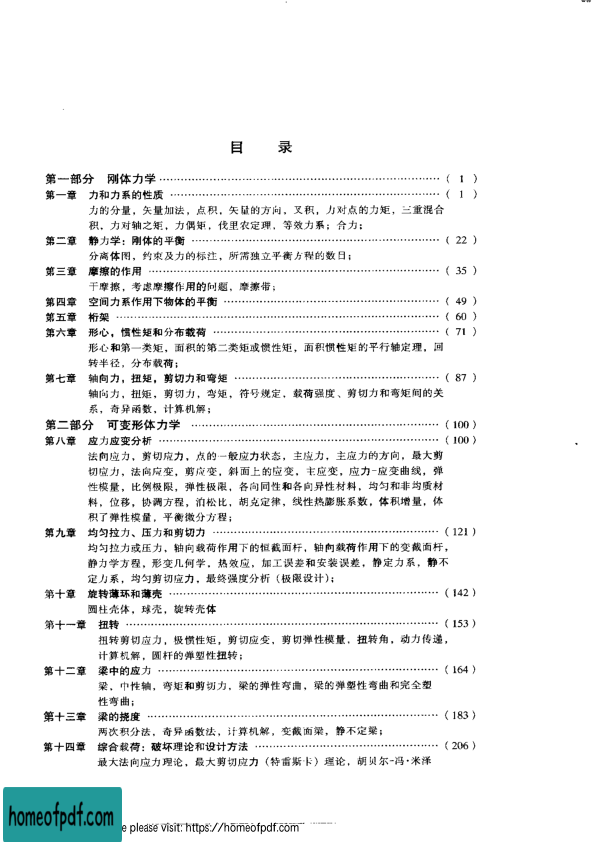 目 录
第一部分 刚体力学 ……………………………………………… ( 1 )
第一章 力和力系的性质 ……………………………………………… ( 1 )
力的分量，矢量加法，点积，矢量的方向，叉积，力对点的力矩，三重混合
积，力对轴之矩，力偶矩，伐里农定理，等效力系；合力；
第二章 静力学：刚体的平衡 ……………………………………………… ( 22 )
分离体图，约束及力的标注，所需独立平衡方程的数目；
第三章 摩擦的作用 ……………………………………………… ( 35 )
干摩擦，考虑摩擦作用的问题，摩擦带；
第四章 空间力系作用下物体的平衡 ……………………………………………… ( 49 )
第五章 桁架 ……………………………………………… ( 60 )
第六章 形心，惯性矩和分布载荷 ……………………………………………… ( 71 )
形心和第一类矩，面积的第二类矩或惯性矩，面积惯性矩的平行轴定理，回
转半径，分布载荷；
第七章 轴向力，扭矩，剪切力和弯矩 ……………………………………………… ( 87 )
轴向力，扭矩，剪切力，弯矩，符号规定，载荷强度、剪切力和弯矩间的关
系，奇异函数，计算机解；
第二部分 可变形体力学 ……………………………………………… (100)
第八章 应力应变分析 ……………………………………………… (100)
法向应力，剪切应力，点的一般应力状态，主应力，主应力的方向，最大剪
切应力，法向应变，剪应变，斜面上的应变，主应变，应力-应变曲线，弹
性模量，比例极限，弹性极限，各向同性和各向异性材料，均匀和非均质材
料，位移，协调方程，泊松比，胡克定律，线性热膨胀系数，体积增量，体
积了弹性模量，平衡微分方程；
第九章 均匀拉力、压力和剪切力 ……………………………………………… (121)
均匀拉力或压力，轴向载荷作用下的恒截面杆，轴向载荷作用下的变截面杆，
静力学方程，形变几何学，热效应，加工误差和安装误差，静定力系，静不
定力系，均匀剪切应力，最终强度分析（极限设计）；
第十章 旋转薄环和薄壳 ……………………………………………… (142)
圆柱壳体，球壳，旋转壳体
第十一章 扭转 ……………………………………………… (153)
扭转剪切应力，极惯性矩，剪切应变，剪切弹性模量，扭转角，动力传递，
计算机解，圆杆的弹塑性扭转；
第十二章 梁中的应力 ……………………………………………… (164)
梁，中性轴，弯矩和剪切力，梁的弹性弯曲，梁的弹塑性弯曲和完全塑
性弯曲；
第十三章 梁的挠度 ……………………………………………… (183)
两次积分法，奇异函数法，计算机解，变截面梁，静不定梁；
第十四章 综合载荷：破坏理论和设计方法 ……………………………………………… (206)
最大法向应力理论，最大剪切应力（特雷斯卡）理论，胡贝尔-冯·米泽
homeofpdf.com
e please visit: https://homeofpdf.com